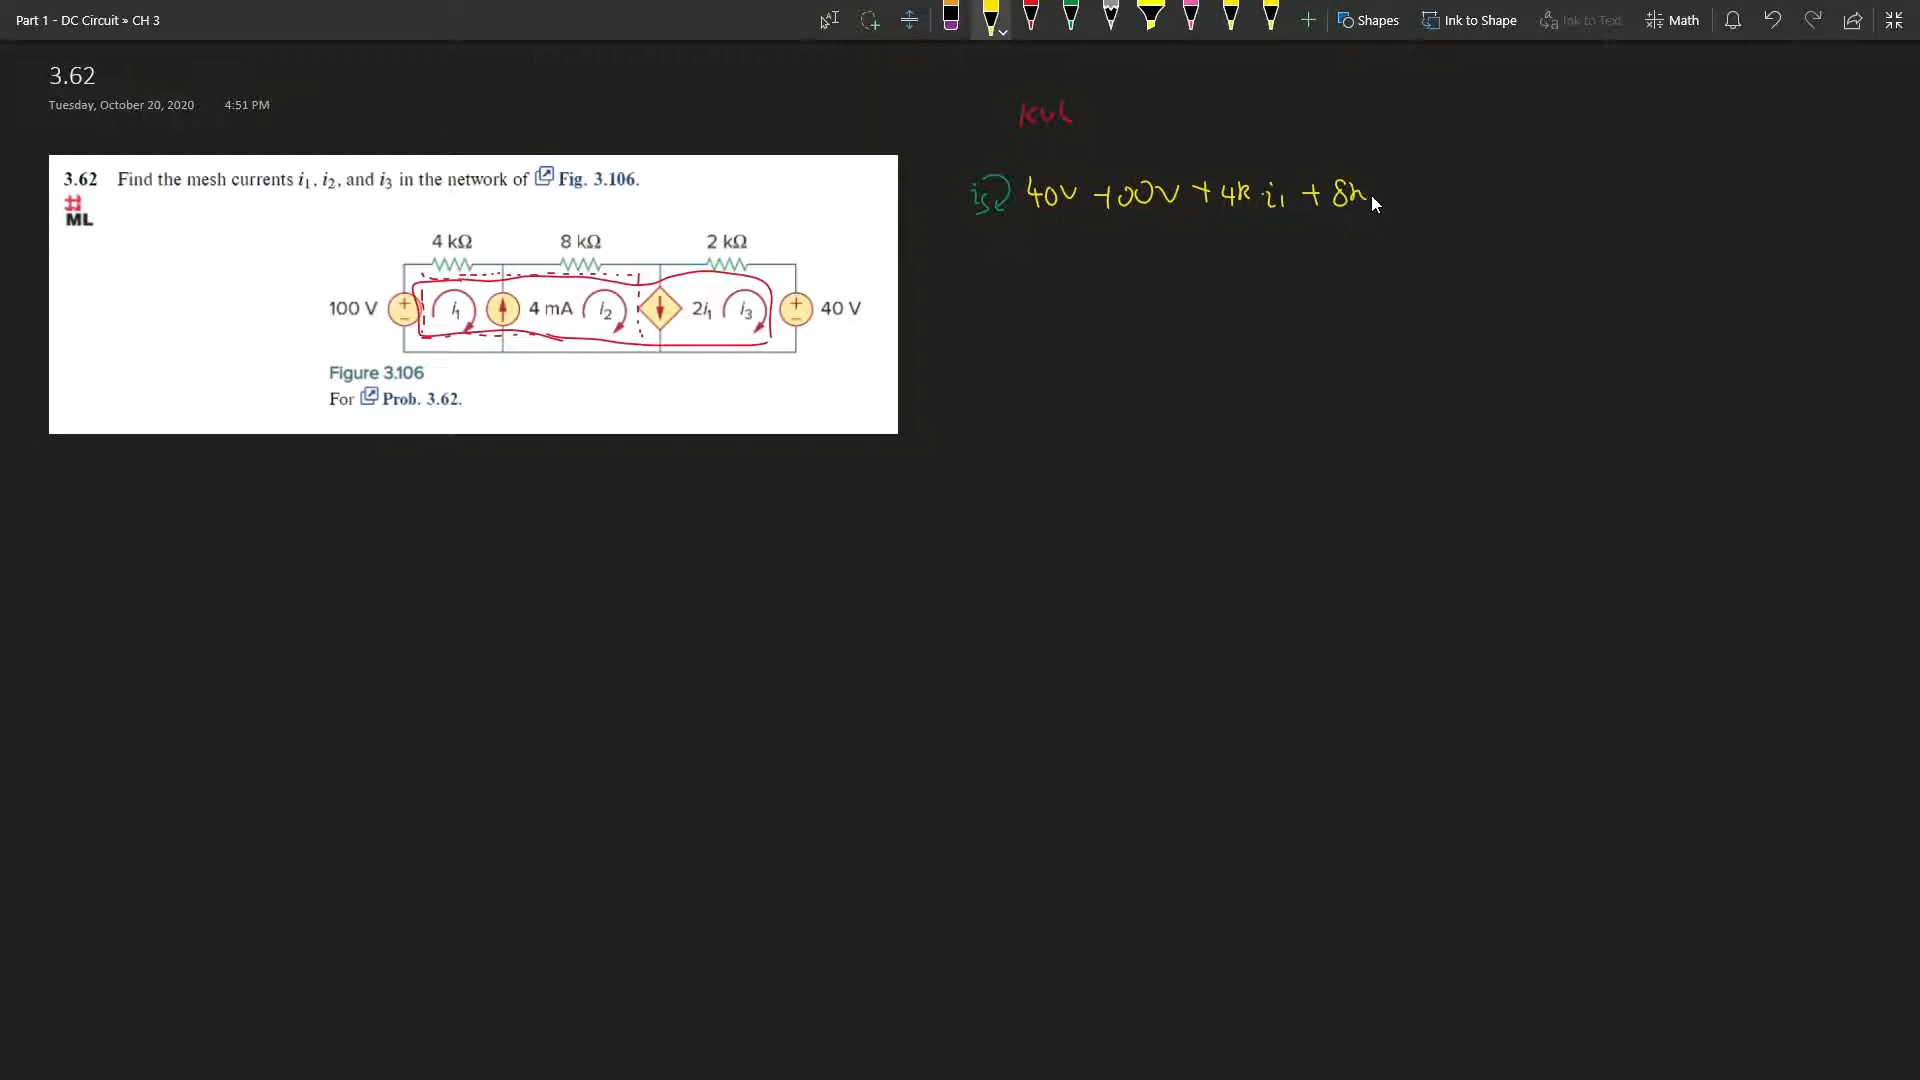 Part 1 - DC Circuit » CH 3
Shapes
Ink to Shape
Ink to Text
Math
3.62
Tuesday, October 20, 2020 4:51 PM
KVL
3.62 Find the mesh currents i₁, i₂, and i₃ in the network of Fig. 3.106.
ML
40V -100V + 4k · i₁ + 8k
4 kΩ 8 kΩ 2 kΩ
100 V + − i₁ 4 mA i₂ 2i₁ i₃ + − 40 V
Figure 3.106
For Prob. 3.62.